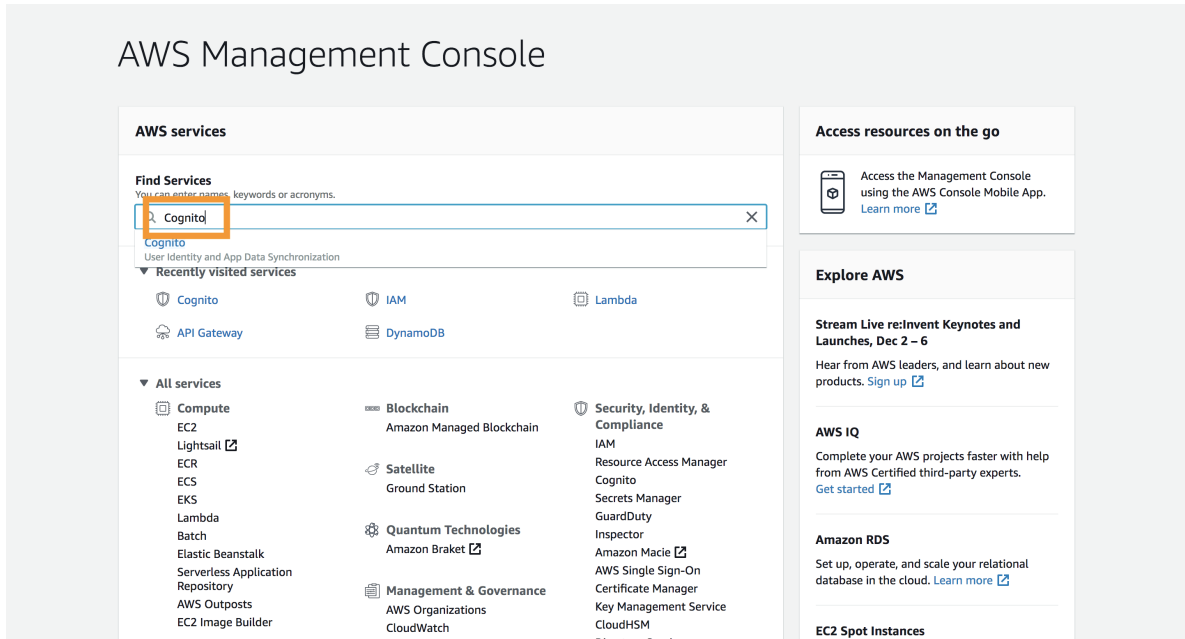 AWS Management Console
AWS services
Find Services
You can enter names, keywords or acronyms.
Cognito
Cognito
User Identity and App Data Synchronization
Recently visited services
Cognito
IAM
Lambda
API Gateway
DynamoDB
All services
Compute
EC2
Lightsail
ECR
ECS
EKS
Lambda
Batch
Elastic Beanstalk
Serverless Application
Repository
AWS Outposts
EC2 Image Builder
Blockchain
Amazon Managed Blockchain
Satellite
Ground Station
Quantum Technologies
Amazon Braket
Management & Governance
AWS Organizations
CloudWatch
Security, Identity, &
Compliance
IAM
Resource Access Manager
Cognito
Secrets Manager
GuardDuty
Inspector
Amazon Macie
AWS Single Sign-On
Certificate Manager
Key Management Service
CloudHSM
Access resources on the go
Access the Management Console
using the AWS Console Mobile App.
Learn more
Explore AWS
Stream Live re:Invent Keynotes and
Launches, Dec 2 – 6
Hear from AWS leaders, and learn about new
products. Sign up
AWS IQ
Complete your AWS projects faster with help
from AWS Certified third-party experts.
Get started
Amazon RDS
Set up, operate, and scale your relational
database in the cloud. Learn more
EC2 Spot Instances